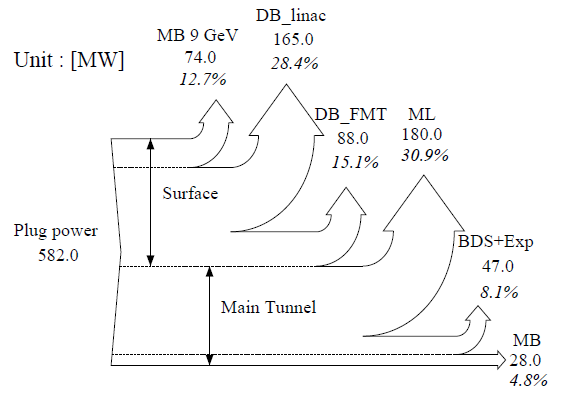 Unit : [MW]
MB 9 GeV
74.0
12.7%
DB_linac
165.0
28.4%
DB_FMT
88.0
15.1%
ML
180.0
30.9%
Surface
Plug power
582.0
BDS+Exp
47.0
8.1%
Main Tunnel
MB
28.0
4.8%